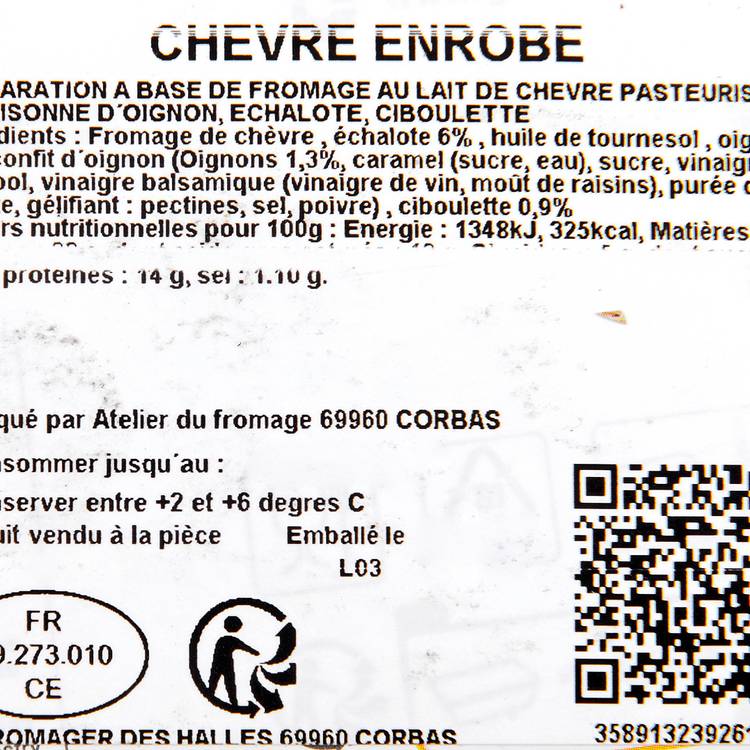 CHEVRE ENROBE
ARATION A BASE DE FROMAGE AU LAIT DE CHEVRE PASTEURIS
ISONNE D´OIGNON, ECHALOTE, CIBOULETTE
dients : Fromage de chèvre , échalote 6% , huile de tournesol , oig
confit d´oignon (Oignons 1,3%, caramel (sucre, eau), sucre, vinaig
ool, vinaigre balsamique (vinaigre de vin, moût de raisins), purée d
e, gélifiant : pectines, sel, poivre) , ciboulette 0,9%
rs nutritionnelles pour 100g : Energie : 1348kJ, 325kcal, Matières
proteines : 14 g, sel : 1.10 g.
qué par Atelier du fromage 69960 CORBAS
nsommer jusqu´au :
nserver entre +2 et +6 degres C
uit vendu à la pièce Emballé le
L03
FR
9.273.010
CE
ROMAGER DES HALLES 69960 CORBAS
35891323926